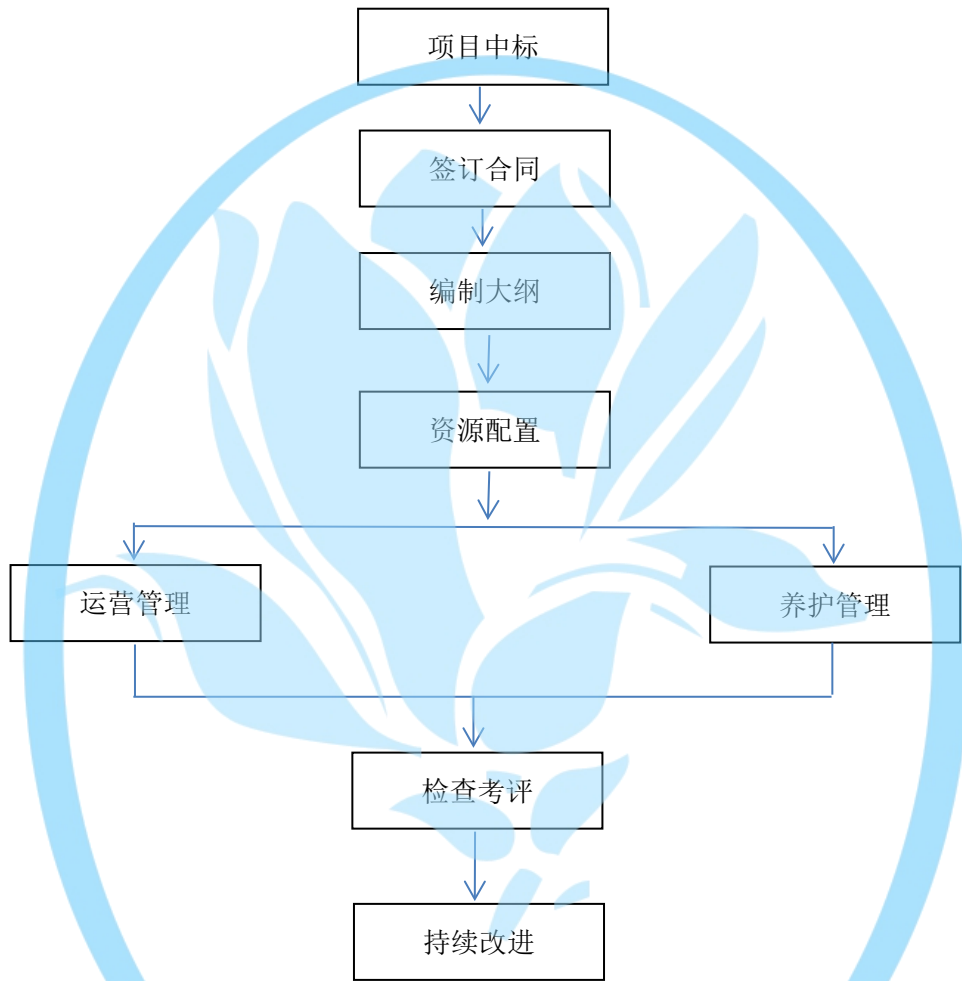 项目中标
签订合同
编制大纲
资源配置
运营管理
养护管理
检查考评
持续改进